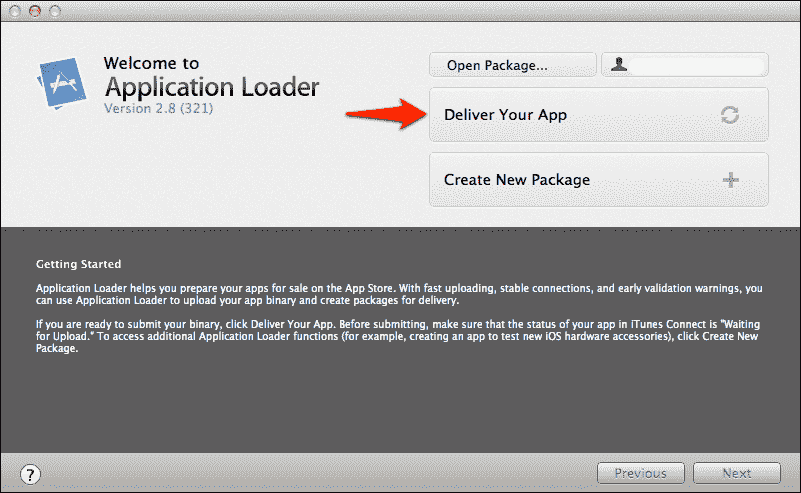 Welcome to
Application Loader
Version 2.8 (321)
Open Package...
Deliver Your App
Create New Package
Getting Started
Application Loader helps you prepare your apps for sale on the App Store. With fast uploading, stable connections, and early validation warnings, you
can use Application Loader to upload your app binary and create packages for delivery.
If you are ready to submit your binary, click Deliver Your App. Before submitting, make sure that the status of your app in iTunes Connect is "Waiting
for Upload." To access additional Application Loader functions (for example, creating an app to test new iOS hardware accessories), click Create New
Package.
?
Previous
Next